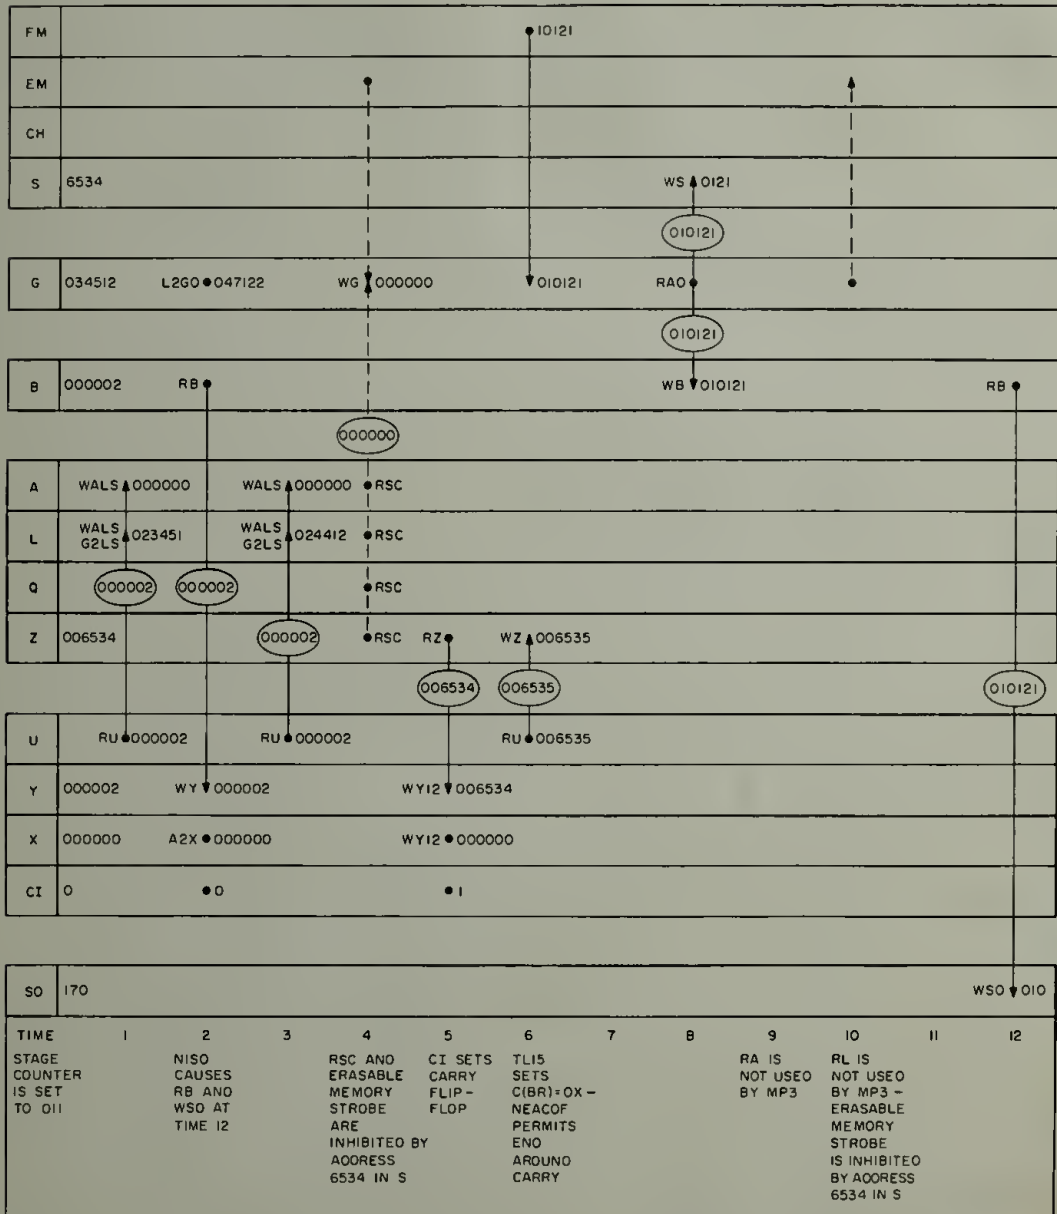 FM 10121
EM
CH
S 6534 WS 0121
010121
G 034512 L2GO 047122 WG 000000 010121 RAO
010121
B 000002 RB WB 010121 RB
000000
A WALS 000000 WALS 000000 RSC
L WALS G2LS 023451 WALS G2LS 024412 RSC
Q 000002 000002 RSC
Z 006534 000002 RSC RZ WZ 006535
006534 006535 010121
U RU 000002 RU 000002 RU 006535
Y 000002 WY 000002 WY12 006534
X 000000 A2X 000000 WY12 000000
CI 0 0 1
SO 170 WSO 010
TIME 1 2 3 4 5 6 7 8 9 10 11 12
STAGE
COUNTER
IS SET
TO 011
NISO
CAUSES
RB AND
WSO AT
TIME 12
RSC AND
ERASABLE
MEMORY
STROBE
ARE
INHIBITED BY
AOORESS
6534 IN S
CI SETS
CARRY
FLIP-
FLOP
TL15
SETS
C(BR)=OX-
NEACOF
PERMITS
ENO
AROUND
CARRY
RA IS
NOT USEO
BY MP3
RL IS
NOT USEO
BY MP3 -
ERASABLE
MEMORY
STROBE
IS INHIBITED
BY AOORESS
6534 IN S